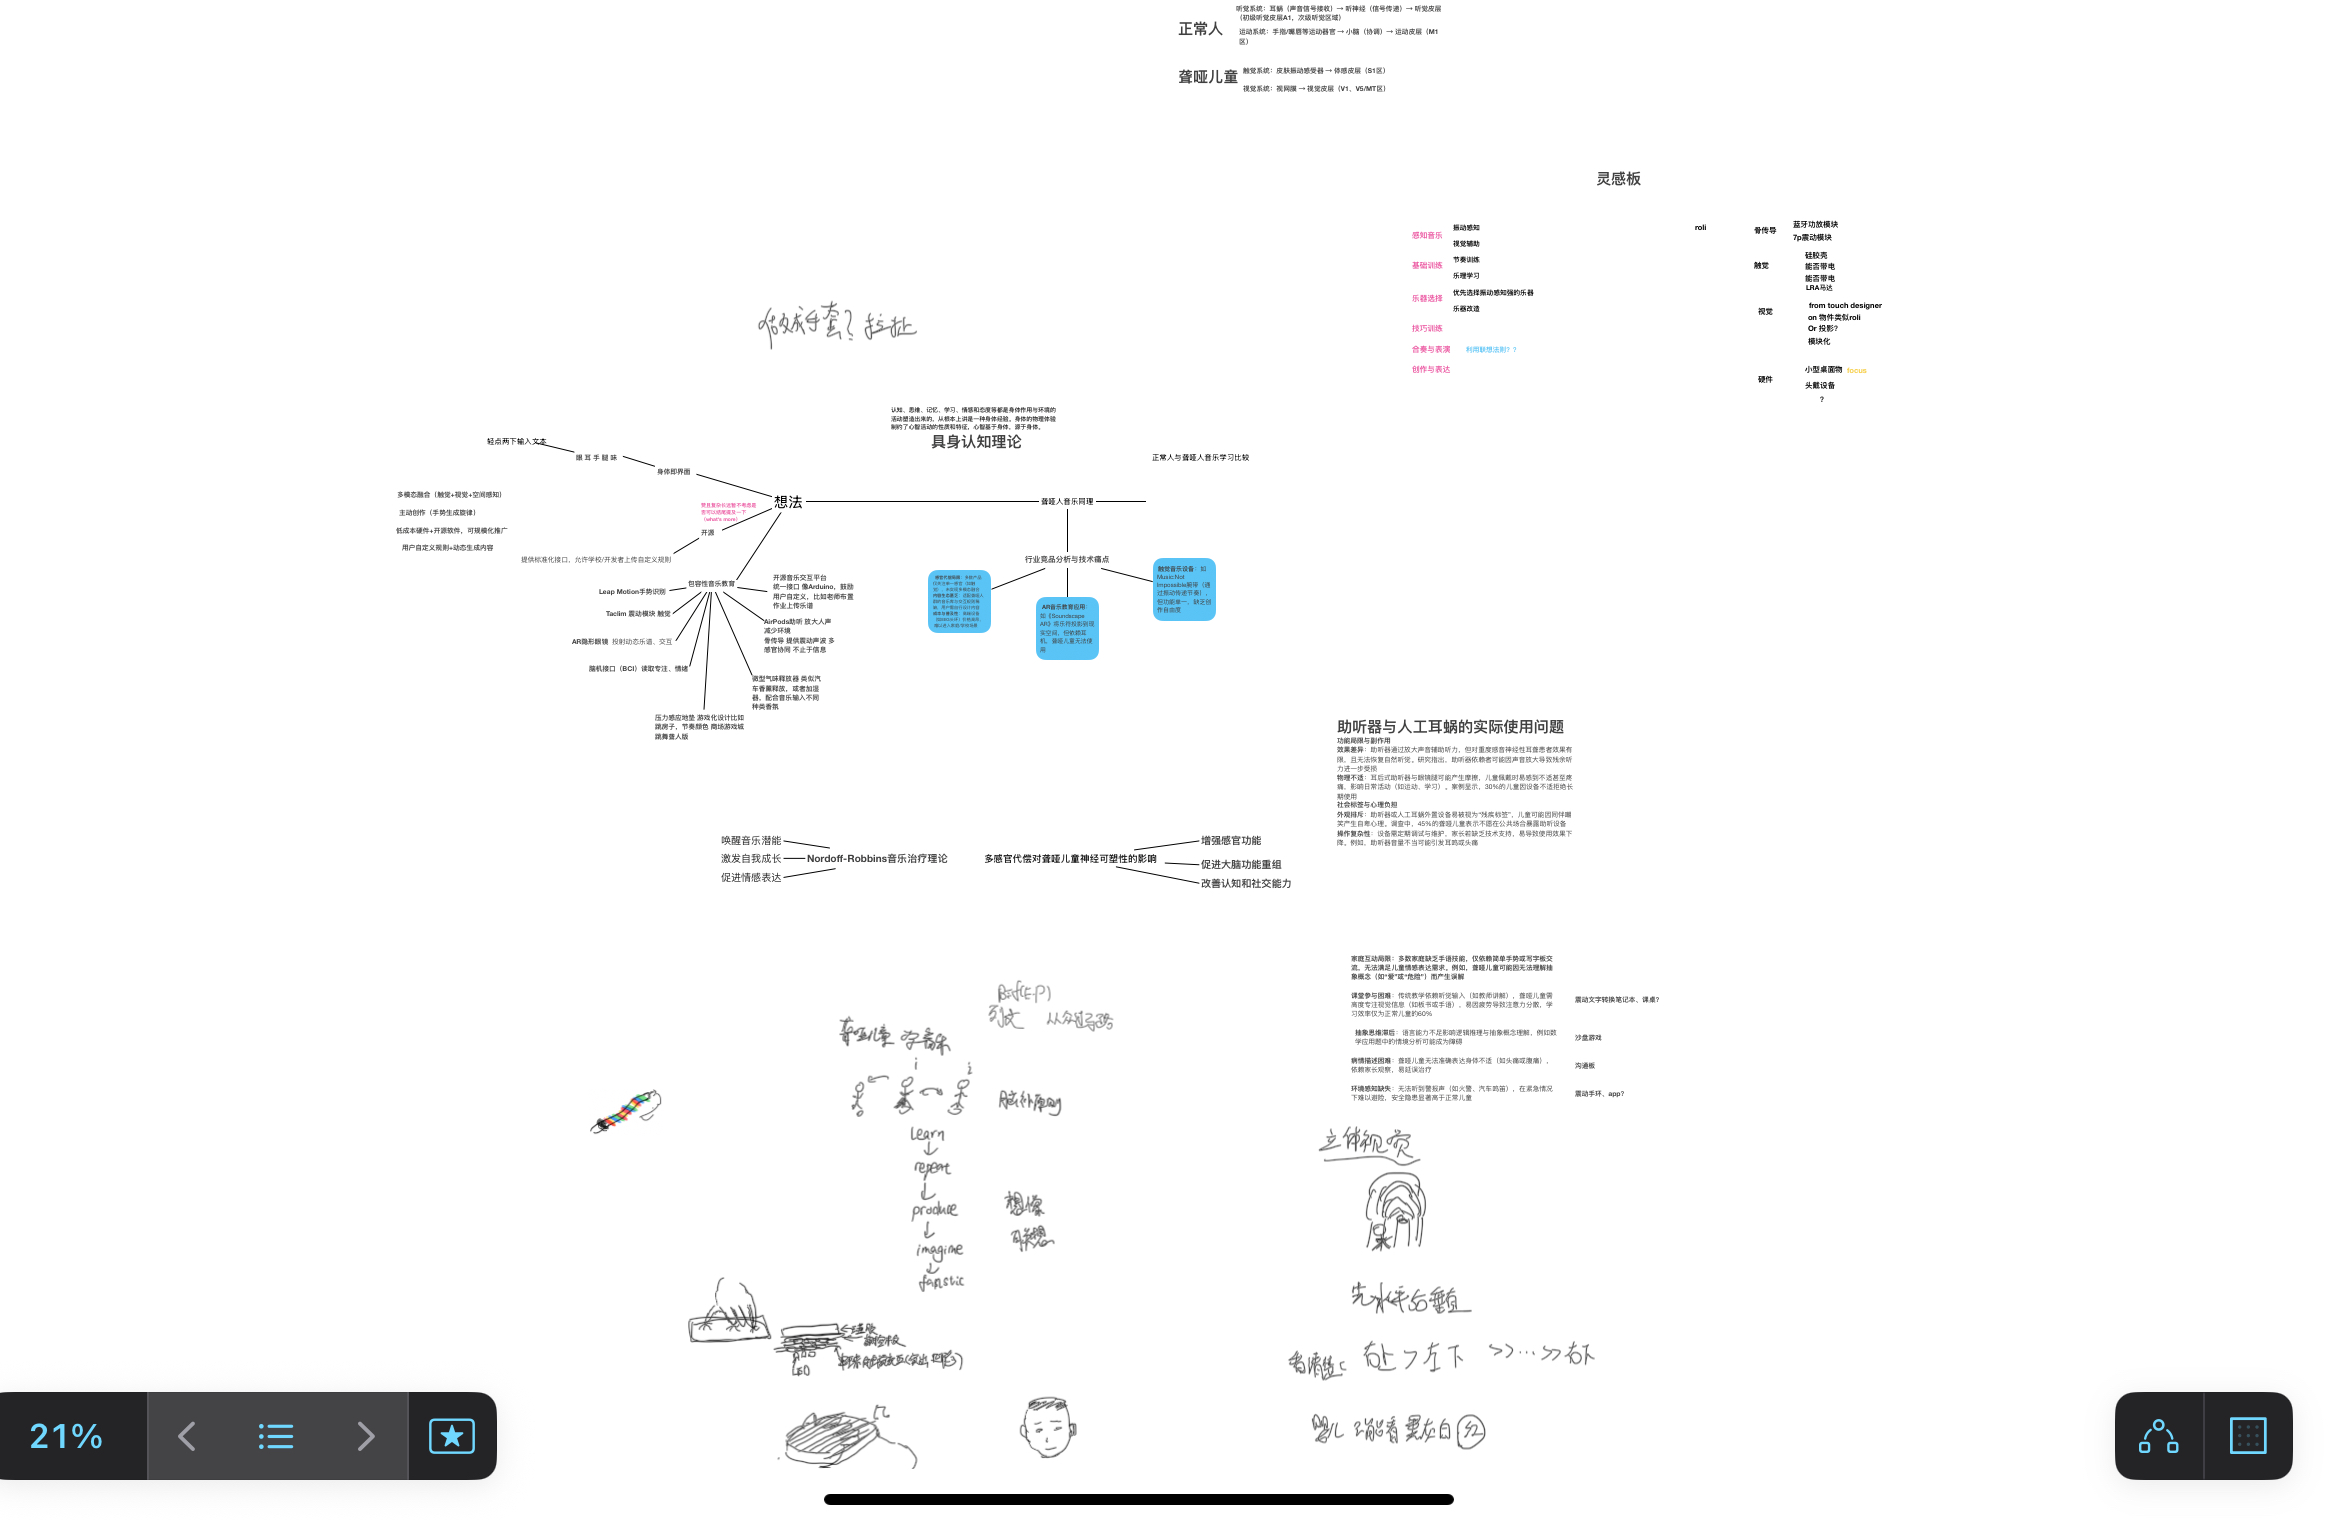 正常人
听觉系统：耳蜗（声音信号接收）→ 听神经（信号传递）→ 听觉皮层
（初级听觉皮层A1，次级听觉区域）
运动系统：手指/嘴唇等运动器官 → 小脑（协调）→ 运动皮层（M1
区）
聋哑儿童
触觉系统：皮肤振动感受器 → 体感皮层（S1区）
视觉系统：视网膜 → 视觉皮层（V1、V5/MT区）
灵感板
感知音乐
振动感知
视觉辅助
基础训练
节奏训练
乐理学习
乐器选择
优先选择振动感知强的乐器
乐器改造
技巧训练
合奏与表演
利用联想法则？？
创作与表达
roli
骨传导
蓝牙功放模块
7p震动模块
触觉
硅胶壳
能否带电
能否带电
LRA马达
视觉
from touch designer
on 物件类似roli
Or 投影？
模块化
硬件
小型桌面物 focus
头戴设备
？
做成手套？拉扯
认知、思维、记忆、学习、情感和态度等都是身体作用与环境的
活动塑造出来的，从根本上讲是一种身体经验。身体的物理体验
制约了心智活动的性质和特征，心智基于身体、源于身体。
具身认知理论
正常人与聋哑人音乐学习比较
轻点两下输入文本
眼 耳 手 腿 味
身体即界面
想法
聋哑人音乐同理
多模态融合（触觉+视觉+空间感知）
主动创作（手势生成旋律）
低成本硬件+开源软件，可规模化推广
用户自定义规则+动态生成内容
（what's more）
开源
提供标准化接口，允许学校/开发者上传自定义规则
包容性音乐教育
Leap Motion手势识别
Taclim 震动模块 触觉
AR隐形眼镜 投射动态乐谱、交互
脑机接口（BCI）读取专注、情绪
压力感应地垫 游戏化设计比如
跳房子，节奏颜色 商场游戏城
跳舞聋人版
开源音乐交互平台
统一接口 像Arduino，鼓励
用户自定义，比如老师布置
作业上传乐谱
AirPods助听 放大人声
减少环境
骨传导 提供震动声波 多
感官协同 不止于信息
微型气味释放器 类似汽
车香薰释放，或者加湿
器，配合音乐输入不同
种类香氛
行业竞品分析与技术痛点
AR音乐教育应用：
如《Soundscape
AR》将乐符投影到现
实空间，但依赖耳
机，聋哑儿童无法使
用
触觉音乐设备：如
Music:Not
Impossible腕带（通
过振动传递节奏），
但功能单一，缺乏创
作自由度
助听器与人工耳蜗的实际使用问题
功能局限与副作用
效果差异：助听器通过放大声音辅助听力，但对重度感音神经性耳聋患者效果有
限，且无法恢复自然听觉。研究指出，助听器依赖者可能因声音放大导致残余听
力进一步受损
物理不适：耳后式助听器与眼镜腿可能产生摩擦，儿童佩戴时易感到不适甚至疼
痛，影响日常活动（如运动、学习）。案例显示，30%的儿童因设备不适拒绝长
期使用
社会标签与心理负担
外观排斥：助听器或人工耳蜗外置设备易被视为“残疾标签”，儿童可能因同伴嘲
笑产生自卑心理。调查中，45%的聋哑儿童表示不愿在公共场合暴露助听设备
操作复杂性：设备需定期调试与维护，家长若缺乏技术支持，易导致使用效果下
降。例如，助听器音量不当可能引发耳鸣或头痛
唤醒音乐潜能
激发自我成长
促进情感表达
Nordoff-Robbins音乐治疗理论
多感官代偿对聋哑儿童神经可塑性的影响
增强感官功能
促进大脑功能重组
改善认知和社交能力
家庭互动局限：多数家庭缺乏手语技能，仅依赖简单手势或写字板交
流，无法满足儿童情感表达需求。例如，聋哑儿童可能因无法理解抽
象概念（如“爱”或“危险”）而产生误解
课堂参与困难：传统教学依赖听觉输入（如教师讲解），聋哑儿童需
高度专注视觉信息（如板书或手语），易因疲劳导致注意力分散，学
习效率仅为正常儿童的60%
震动文字转换笔记本、课桌？
抽象思维滞后：语言能力不足影响逻辑推理与抽象概念理解，例如数
学应用题中的情境分析可能成为障碍
沙盘游戏
病情描述困难：聋哑儿童无法准确表达身体不适（如头痛或腹痛），
依赖家长观察，易延误治疗
沟通板
环境感知缺失：无法听到警报声（如火警、汽车鸣笛），在紧急情况
下难以避险，安全隐患显著高于正常儿童
震动手环、app？
B=f(E·P)
聋哑儿童 学音乐
learn
repeat
produce
imagine
fanstic
想像
联想
LED
立体视觉
先水平后垂直
右上 > 左下 >>…>> 右下
婴儿 只能看 黑灰白 红
21%